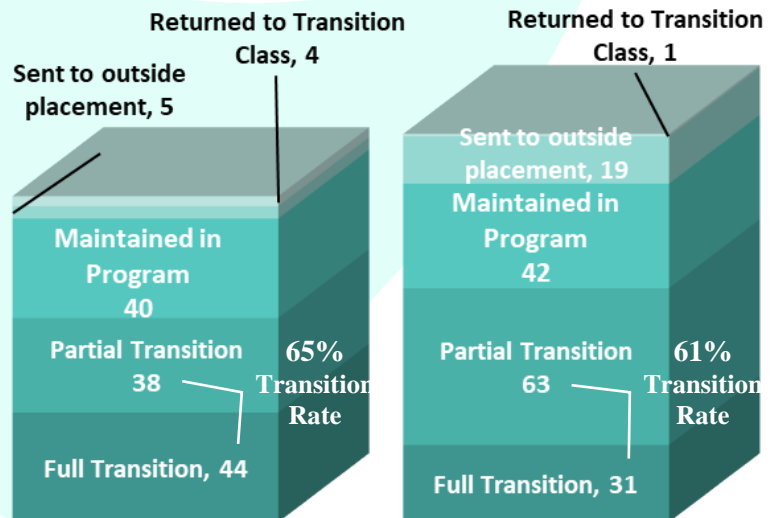 Returned to Transition
Class, 4
Sent to outside
placement, 5
Maintained in
Program
40
Partial Transition
38
65%
Transition
Rate
Full Transition, 44
Returned to Transition
Class, 1
Sent to outside
placement, 19
Maintained in
Program
42
Partial Transition
63
61%
Transition
Rate
Full Transition, 31